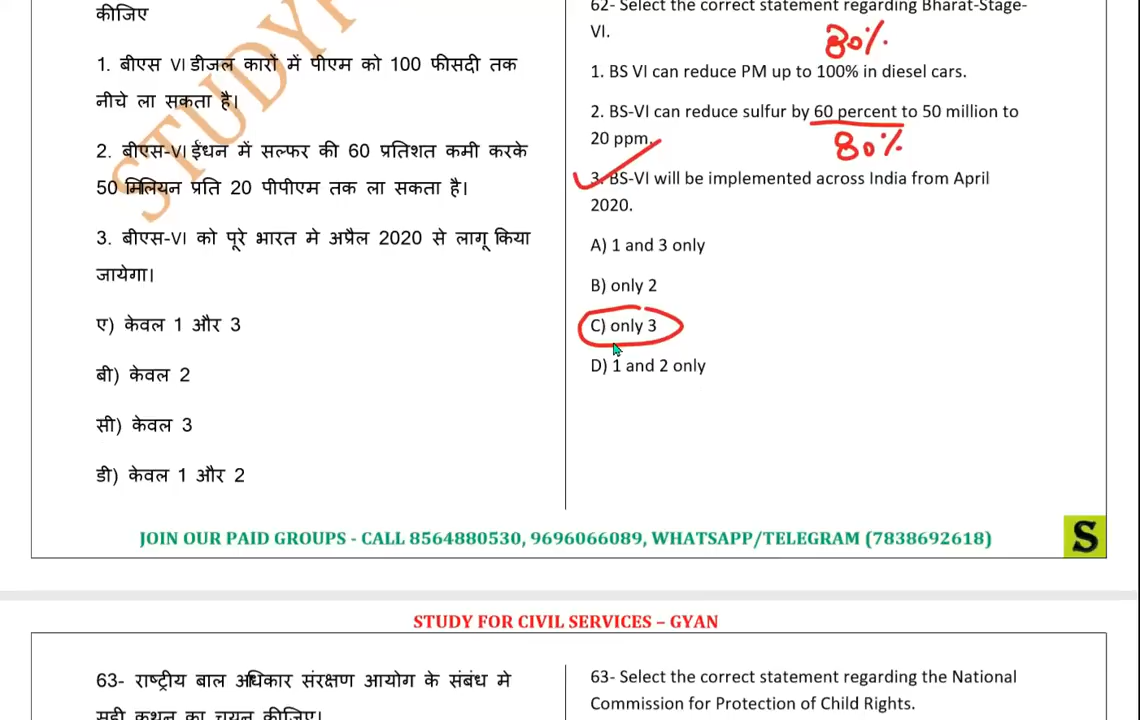 कीजिए
1. बीएस VI डीजल कारों में पीएम को 100 फीसदी तक
नीचे ला सकता है।
2. बीएस-VI ईंधन में सल्फर की 60 प्रतिशत कमी करके
50 मिलियन प्रति 20 पीपीएम तक ला सकता है।
3. बीएस-VI को पूरे भारत मे अप्रैल 2020 से लागू किया
जायेगा।
ए) केवल 1 और 3
बी) केवल 2
सी) केवल 3
डी) केवल 1 और 2
62- Select the correct statement regarding Bharat-Stage-
VI.
80%
1. BS VI can reduce PM up to 100% in diesel cars.
2. BS-VI can reduce sulfur by 60 percent to 50 million to
20 ppm.
80%
3. BS-VI will be implemented across India from April
2020.
A) 1 and 3 only
B) only 2
C) only 3
D) 1 and 2 only
JOIN OUR PAID GROUPS - CALL 8564880530, 9696066089, WHATSAPP/TELEGRAM (7838692618)
S
STUDY FOR CIVIL SERVICES – GYAN
63- राष्ट्रीय बाल अधिकार संरक्षण आयोग के संबंध मे
सही कथन का चयन कीजिए।
63- Select the correct statement regarding the National
Commission for Protection of Child Rights.